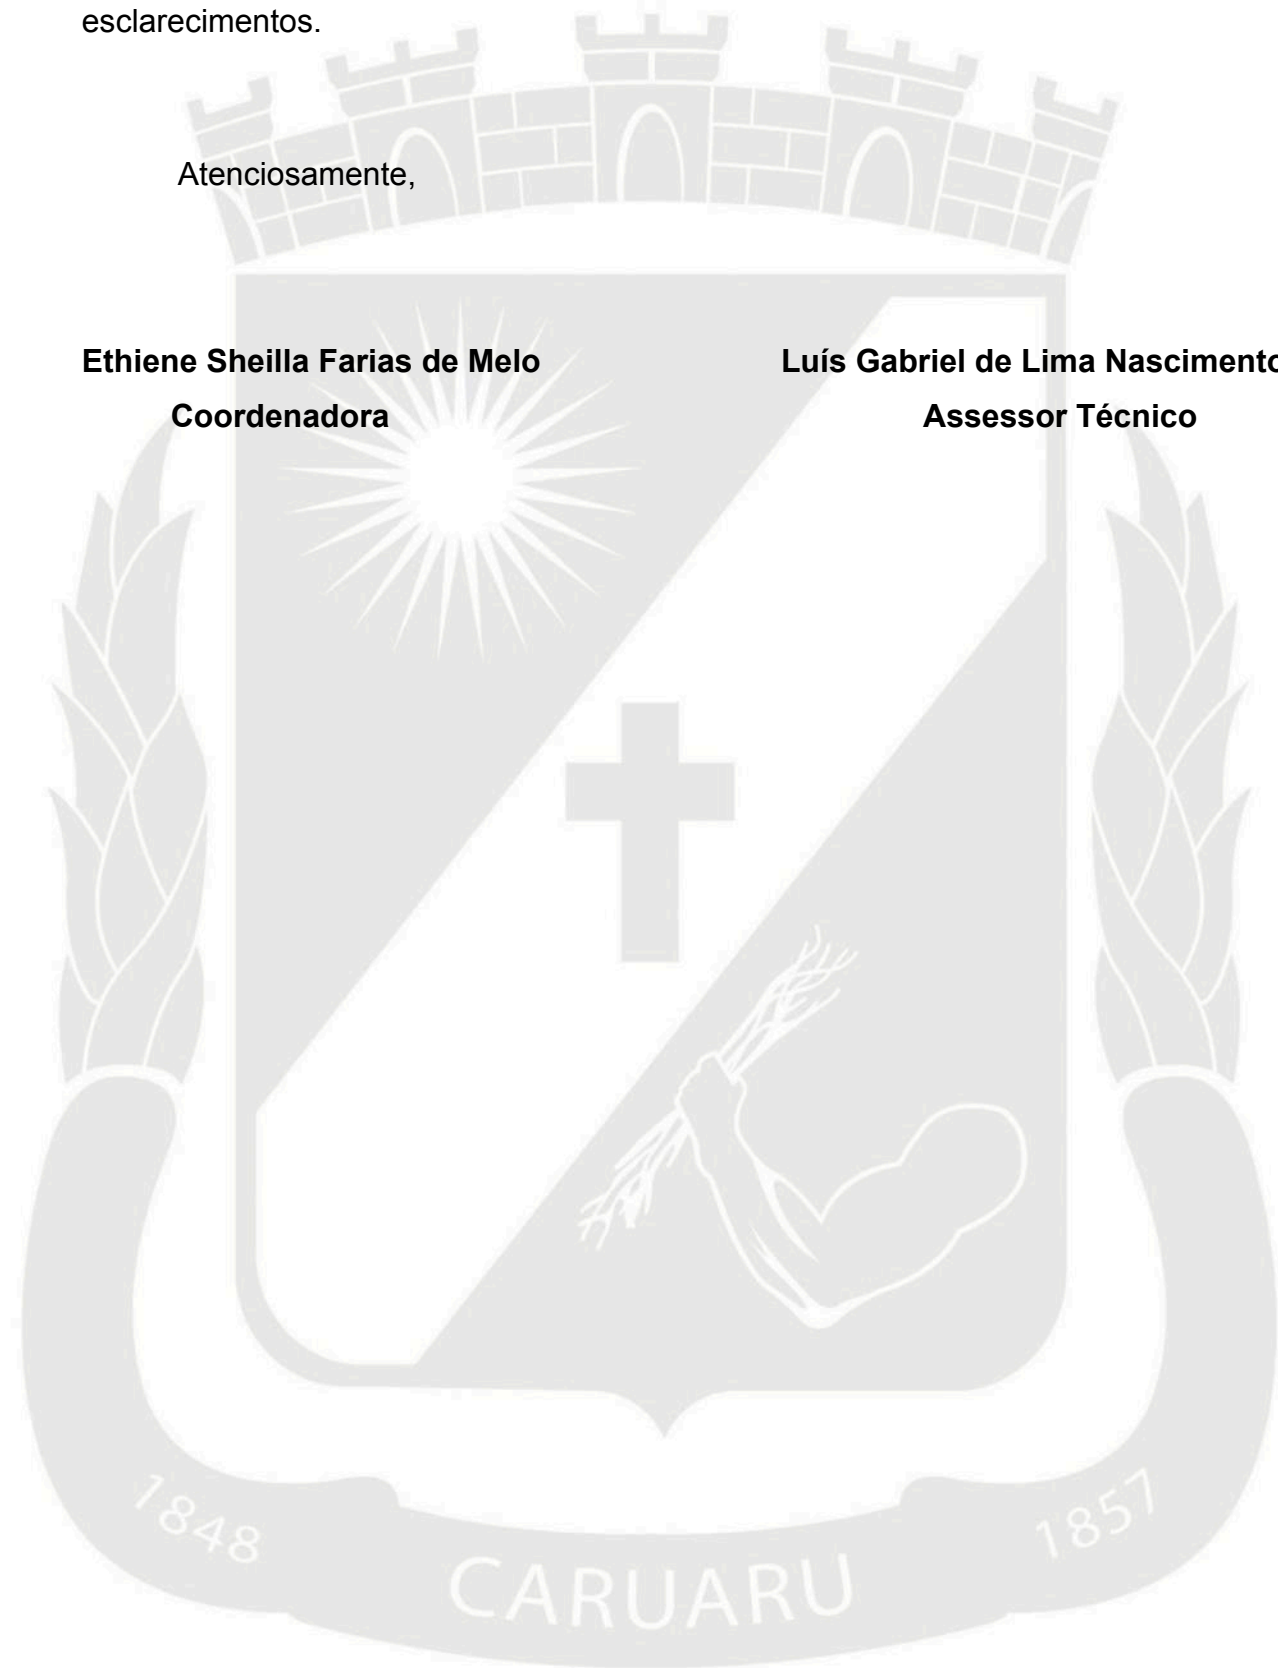 esclarecimentos.
Atenciosamente,
Ethiene Sheilla Farias de Melo Luís Gabriel de Lima Nascimento
Coordenadora Assessor Técnico
1848 1857
CARUARU